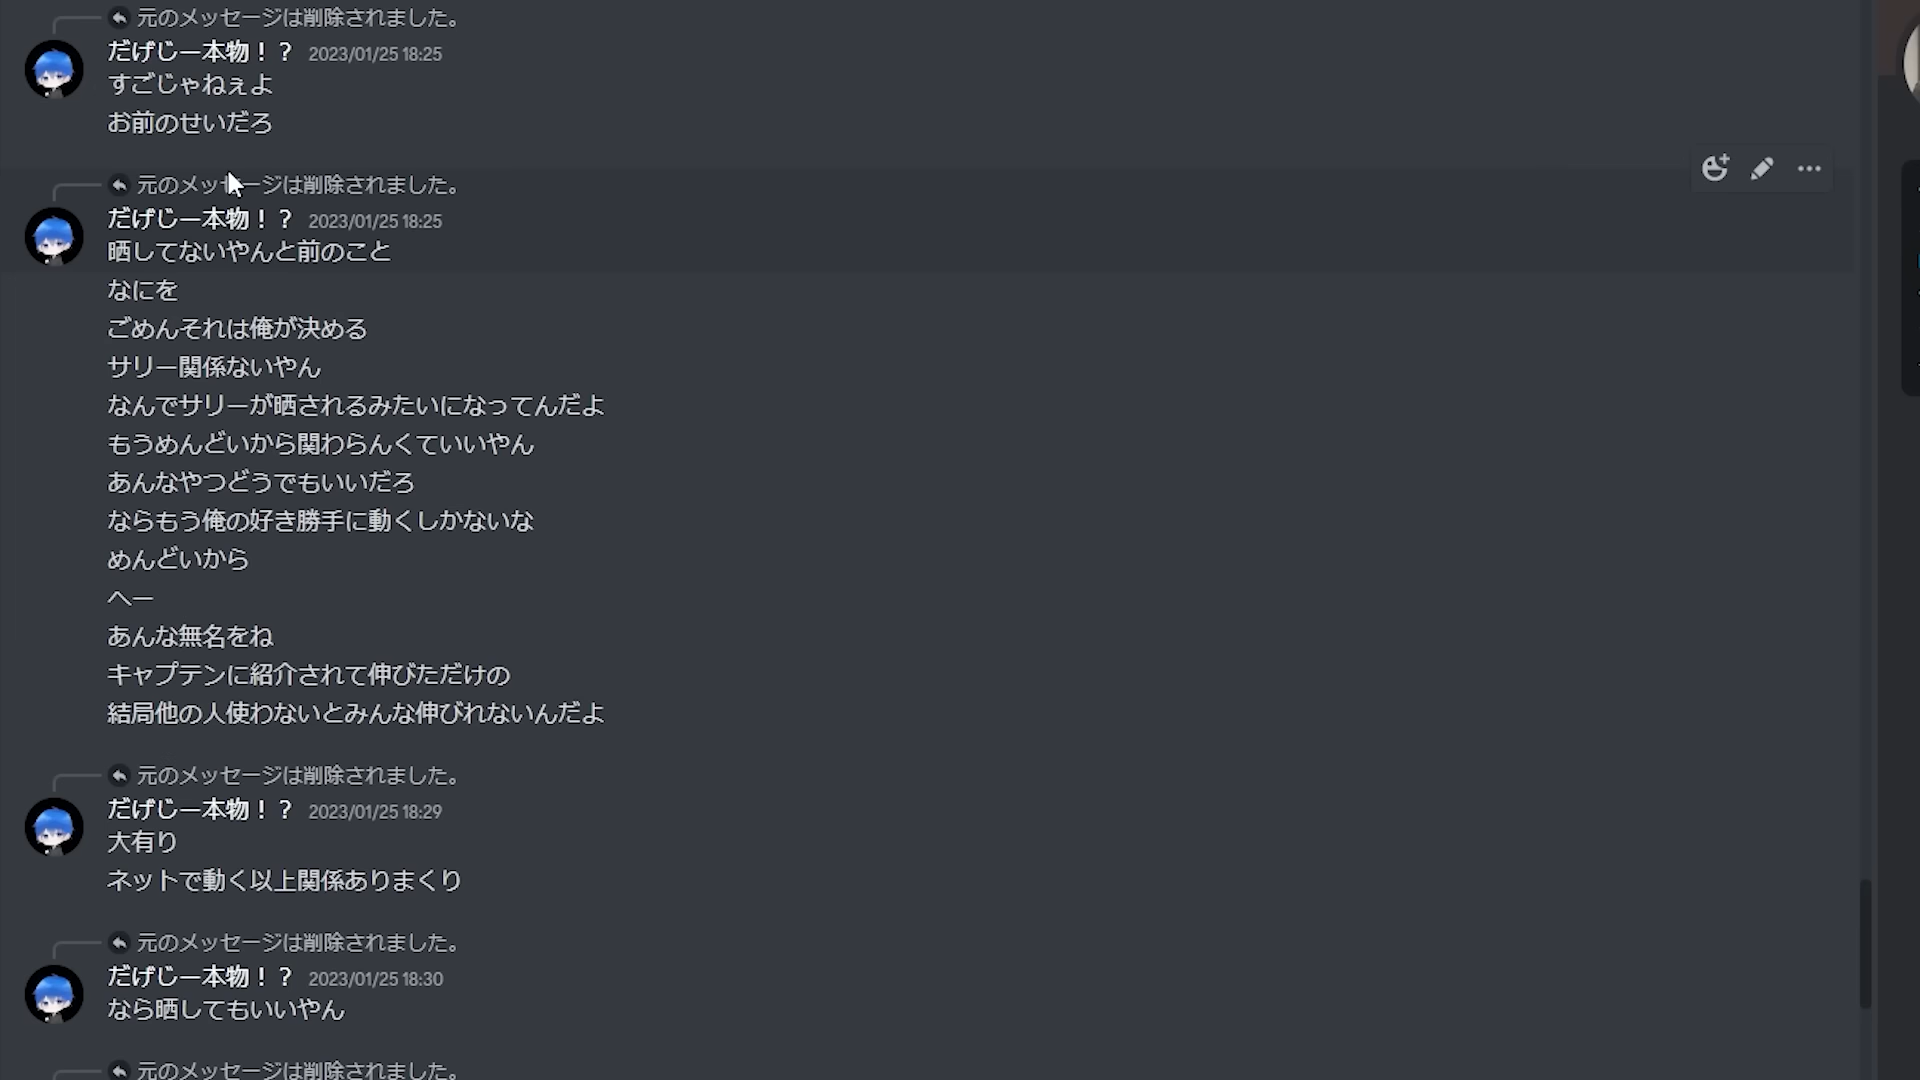 元のメッセージは削除されました。
だげじー本物！？ 2023/01/25 18:25
すごじゃねぇよ
お前のせいだろ
元のメッセージは削除されました。
だげじー本物！？ 2023/01/25 18:25
晒してないやんと前のこと
なにを
ごめんそれは俺が決める
サリー関係ないやん
なんでサリーが晒されるみたいになってんだよ
もうめんどいから関わらんくていいやん
あんなやつどうでもいいだろ
ならもう俺の好き勝手に動くしかないな
めんどいから
へー
あんな無名をね
キャプテンに紹介されて伸びただけの
結局他の人使わないとみんな伸びれないんだよ
元のメッセージは削除されました。
だげじー本物！？ 2023/01/25 18:29
大有り
ネットで動く以上関係ありまくり
元のメッセージは削除されました。
だげじー本物！？ 2023/01/25 18:30
なら晒してもいいやん
元のメッセージは削除されました。